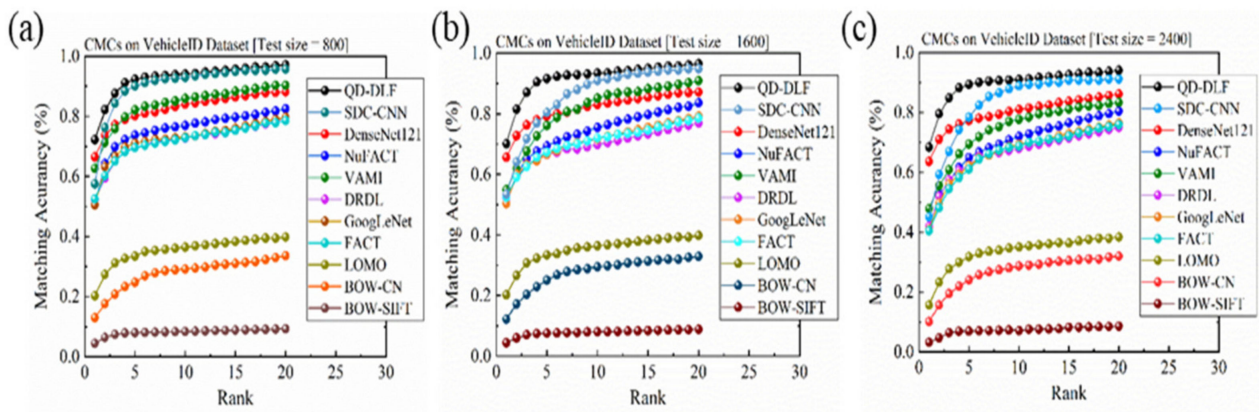 (a)
CMCs on VehicleID Dataset [Test size = 800]
Matching Acurancy (%)
1.0
0.8
0.6
0.4
0.2
0.0
0 5 10 15 20 25 30
Rank
QD-DLF
SDC-CNN
DenseNet121
NuFACT
VAMI
DRDL
GoogLeNet
FACT
LOMO
BOW-CN
BOW-SIFT
(b)
CMCs on VehicleID Dataset [Test size 1600]
Matching Acurancy (%)
1.0
0.8
0.6
0.4
0.2
0.0
0 5 10 15 20 25 30
Rank
QD-DLF
SDC-CNN
DenseNet121
NuFACT
VAMI
DRDL
GoogLeNet
FACT
LOMO
BOW-CN
BOW-SIFT
(c)
CMCs on VehicleID Dataset [Test size = 2400]
Matching Acurancy (%)
1.0
0.8
0.6
0.4
0.2
0.0
0 5 10 15 20 25 30
Rank
QD-DLF
SDC-CNN
DenseNet121
NuFACT
VAMI
DRDL
GoogLeNet
FACT
LOMO
BOW-CN
BOW-SIFT